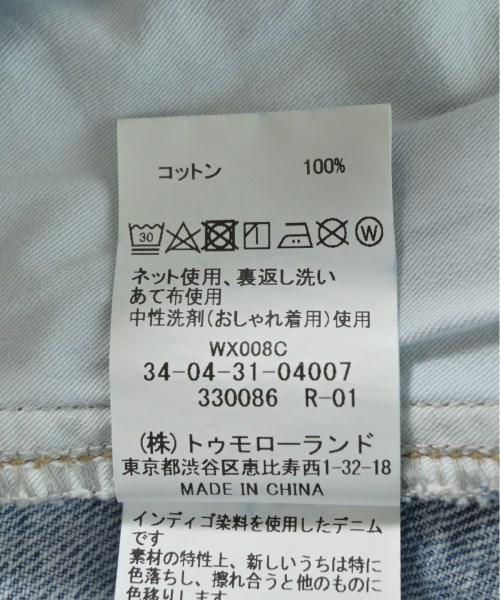 コットン 100%
30 W
ネット使用、裏返し洗い
あて布使用
中性洗剤(おしゃれ着用)使用
WX008C
34-04-31-04007
330086 R-01
(株)トゥモローランド
東京都渋谷区恵比寿西1-32-18
MADE IN CHINA
インディゴ染料を使用したデニム
です
素材の特性上、新しいうちは特に
色落ちし、擦れ合うと他のものに
色移りします